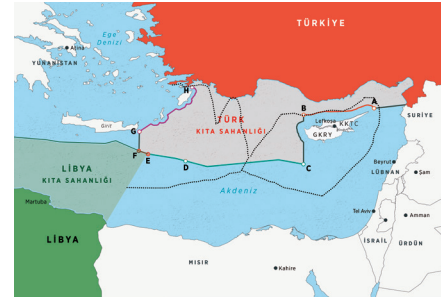 TÜRKİYE
Ege
Denizi
Atina
YUNANİSTAN
H
TÜRK
KITA SAHANLIĞI
B
A
Lefkoşa
KKTC
GKRY
SURİYE
Girit
G
F
E
D
C
LİBYA
KITA SAHANLIĞI
Beyrut
LÜBNAN
Şam
Akdeniz
Martuba
Tel Aviv
Amman
LİBYA
İSRAİL
ÜRDÜN
MISIR
Kahire